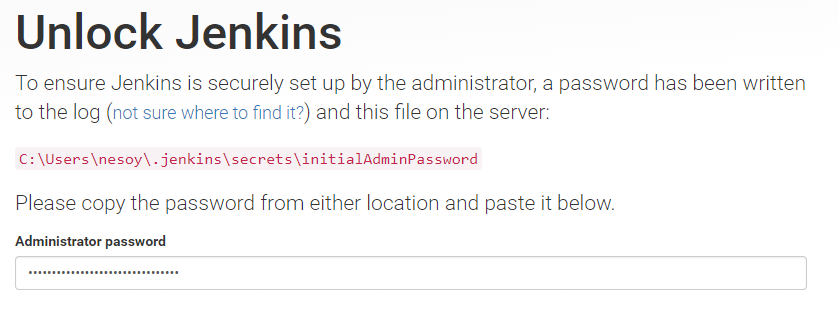 Unlock Jenkins
To ensure Jenkins is securely set up by the administrator, a password has been written
to the log (not sure where to find it?) and this file on the server:
C:\Users\nesoy\.jenkins\secrets\initialAdminPassword
Please copy the password from either location and paste it below.
Administrator password
••••••••••••••••••••••••••••••••